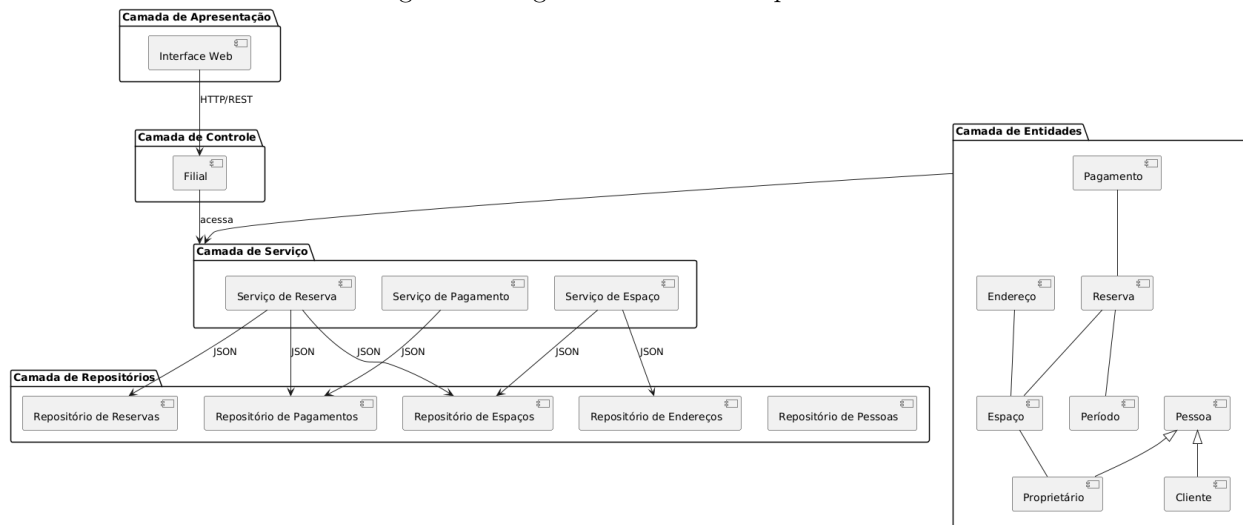 Camada de Apresentação
Interface Web
HTTP/REST
Camada de Controle
Filial
acessa
Camada de Serviço
Serviço de Reserva
Serviço de Pagamento
Serviço de Espaço
JSON
JSON
JSON
JSON
JSON
JSON
Camada de Repositórios
Repositório de Reservas
Repositório de Pagamentos
Repositório de Espaços
Repositório de Endereços
Repositório de Pessoas
Camada de Entidades
Pagamento
Endereço
Reserva
Espaço
Período
Pessoa
Proprietário
Cliente